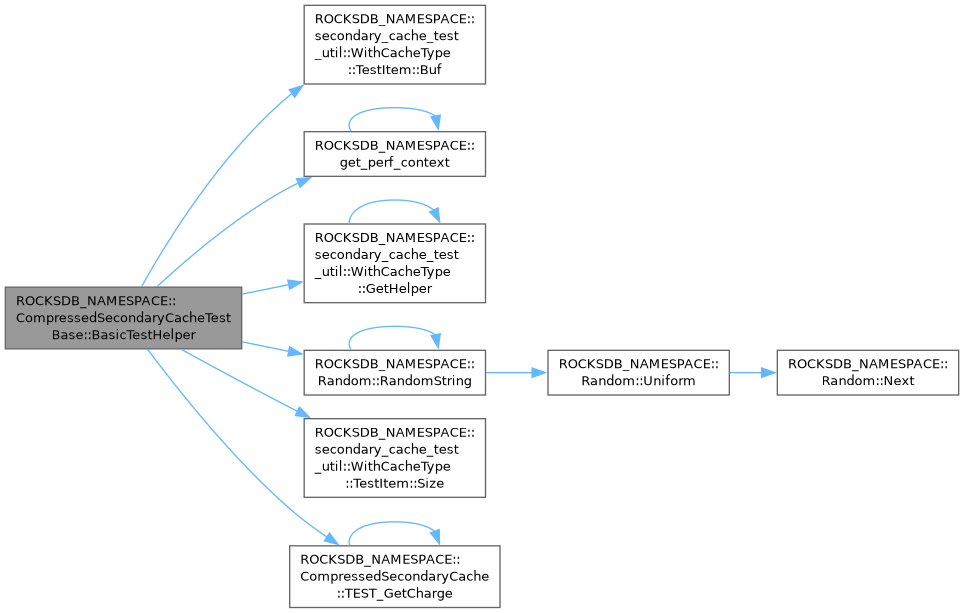 ROCKSDB_NAMESPACE::
secondary_cache_test
_util::WithCacheType
::TestItem::Buf
ROCKSDB_NAMESPACE::
get_perf_context
ROCKSDB_NAMESPACE::
secondary_cache_test
_util::WithCacheType
::GetHelper
ROCKSDB_NAMESPACE::
CompressedSecondaryCacheTest
Base::BasicTestHelper
ROCKSDB_NAMESPACE::
Random::RandomString
ROCKSDB_NAMESPACE::
Random::Uniform
ROCKSDB_NAMESPACE::
Random::Next
ROCKSDB_NAMESPACE::
secondary_cache_test
_util::WithCacheType
::TestItem::Size
ROCKSDB_NAMESPACE::
CompressedSecondaryCache
::TEST_GetCharge